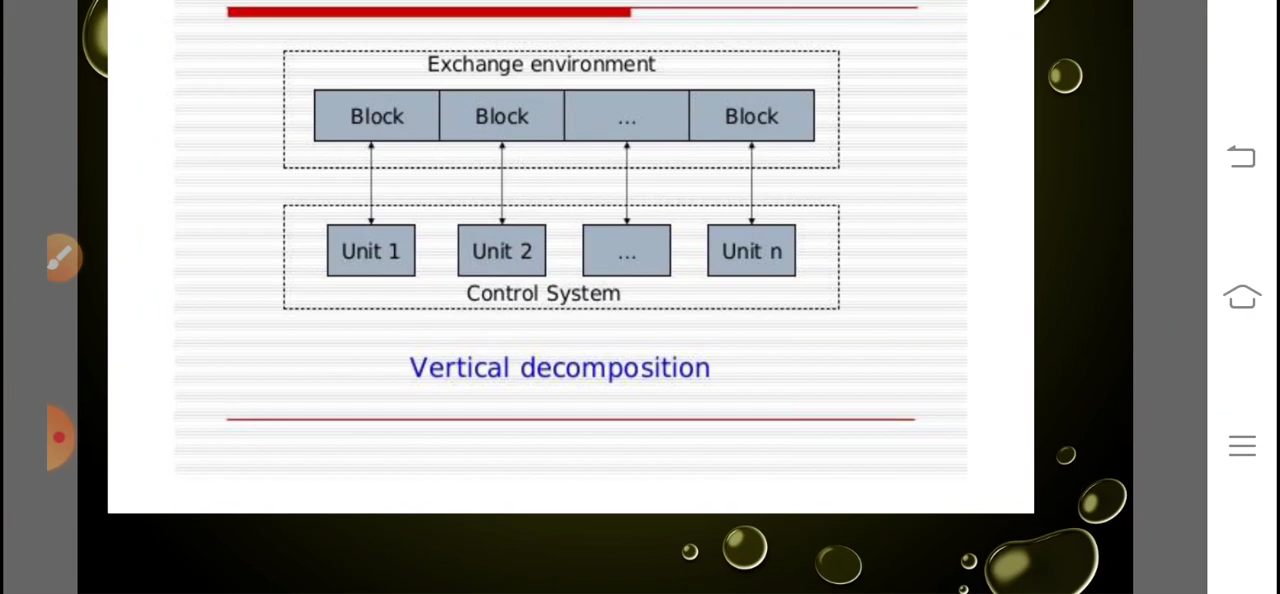 Exchange environment
Block Block ... Block
Unit 1 Unit 2 ... Unit n
Control System
Vertical decomposition